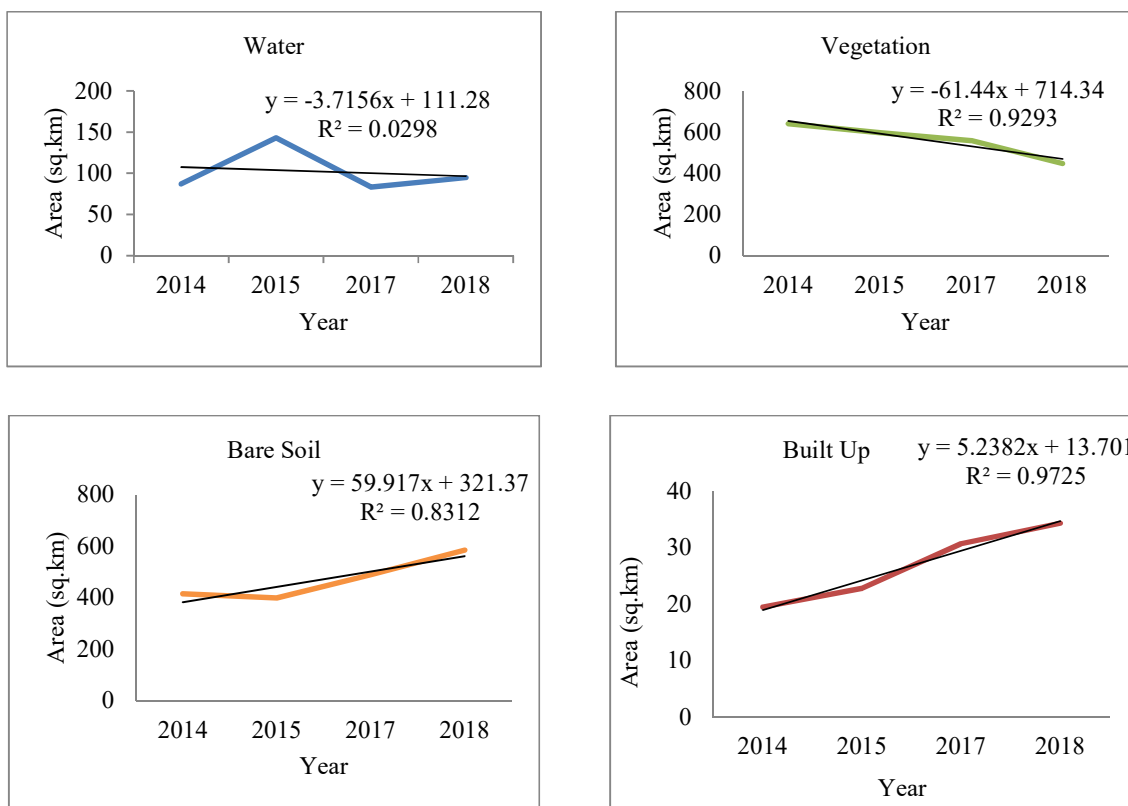 Water
y = -3.7156x + 111.28
R² = 0.0298
200
150
100
50
0
Area (sq.km)
2014 2015 2017 2018
Year
Vegetation
y = -61.44x + 714.34
R² = 0.9293
800
600
400
200
0
Area (sq.km)
2014 2015 2017 2018
Year
Bare Soil
y = 59.917x + 321.37
R² = 0.8312
800
600
400
200
0
Area (sq.km)
2014 2015 2017 2018
Year
Built Up
y = 5.2382x + 13.701
R² = 0.9725
40
30
20
10
0
Area (sq.km)
2014 2015 2017 2018
Year